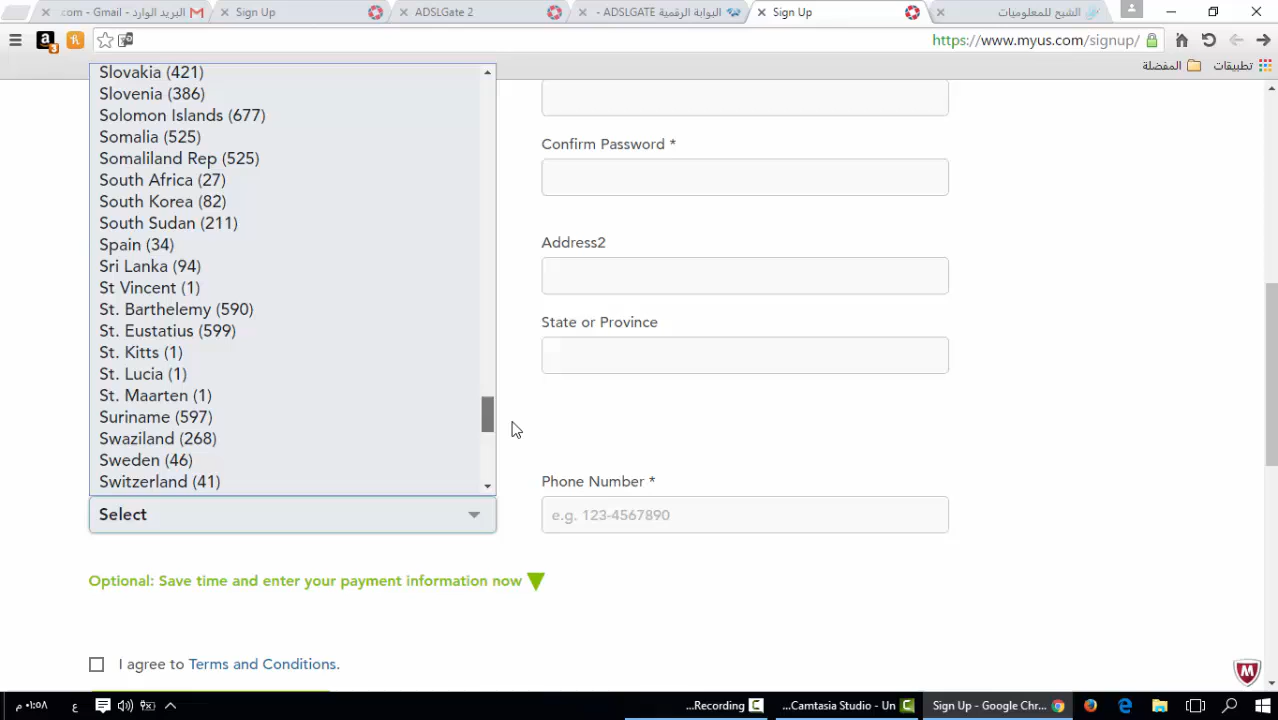 com - Gmail - البريد الوارد...
Sign Up
ADSLGate 2
البوابة الرقمية ADSLGATE -
Sign Up
الشبح للمعلوميات
https://www.myus.com/signup/
a
3
تطبيقات
المفضلة
Slovakia (421)
Slovenia (386)
Solomon Islands (677)
Somalia (525)
Somaliland Rep (525)
South Africa (27)
South Korea (82)
South Sudan (211)
Spain (34)
Sri Lanka (94)
St Vincent (1)
St. Barthelemy (590)
St. Eustatius (599)
St. Kitts (1)
St. Lucia (1)
St. Maarten (1)
Suriname (597)
Swaziland (268)
Sweden (46)
Switzerland (41)
Select
Confirm Password *
Address2
State or Province
Phone Number *
e.g. 123-4567890
Optional: Save time and enter your payment information now
I agree to Terms and Conditions.
M
٠١:٥٨ م
ع
...Recording
...Camtasia Studio - Un
Sign Up - Google Chr...